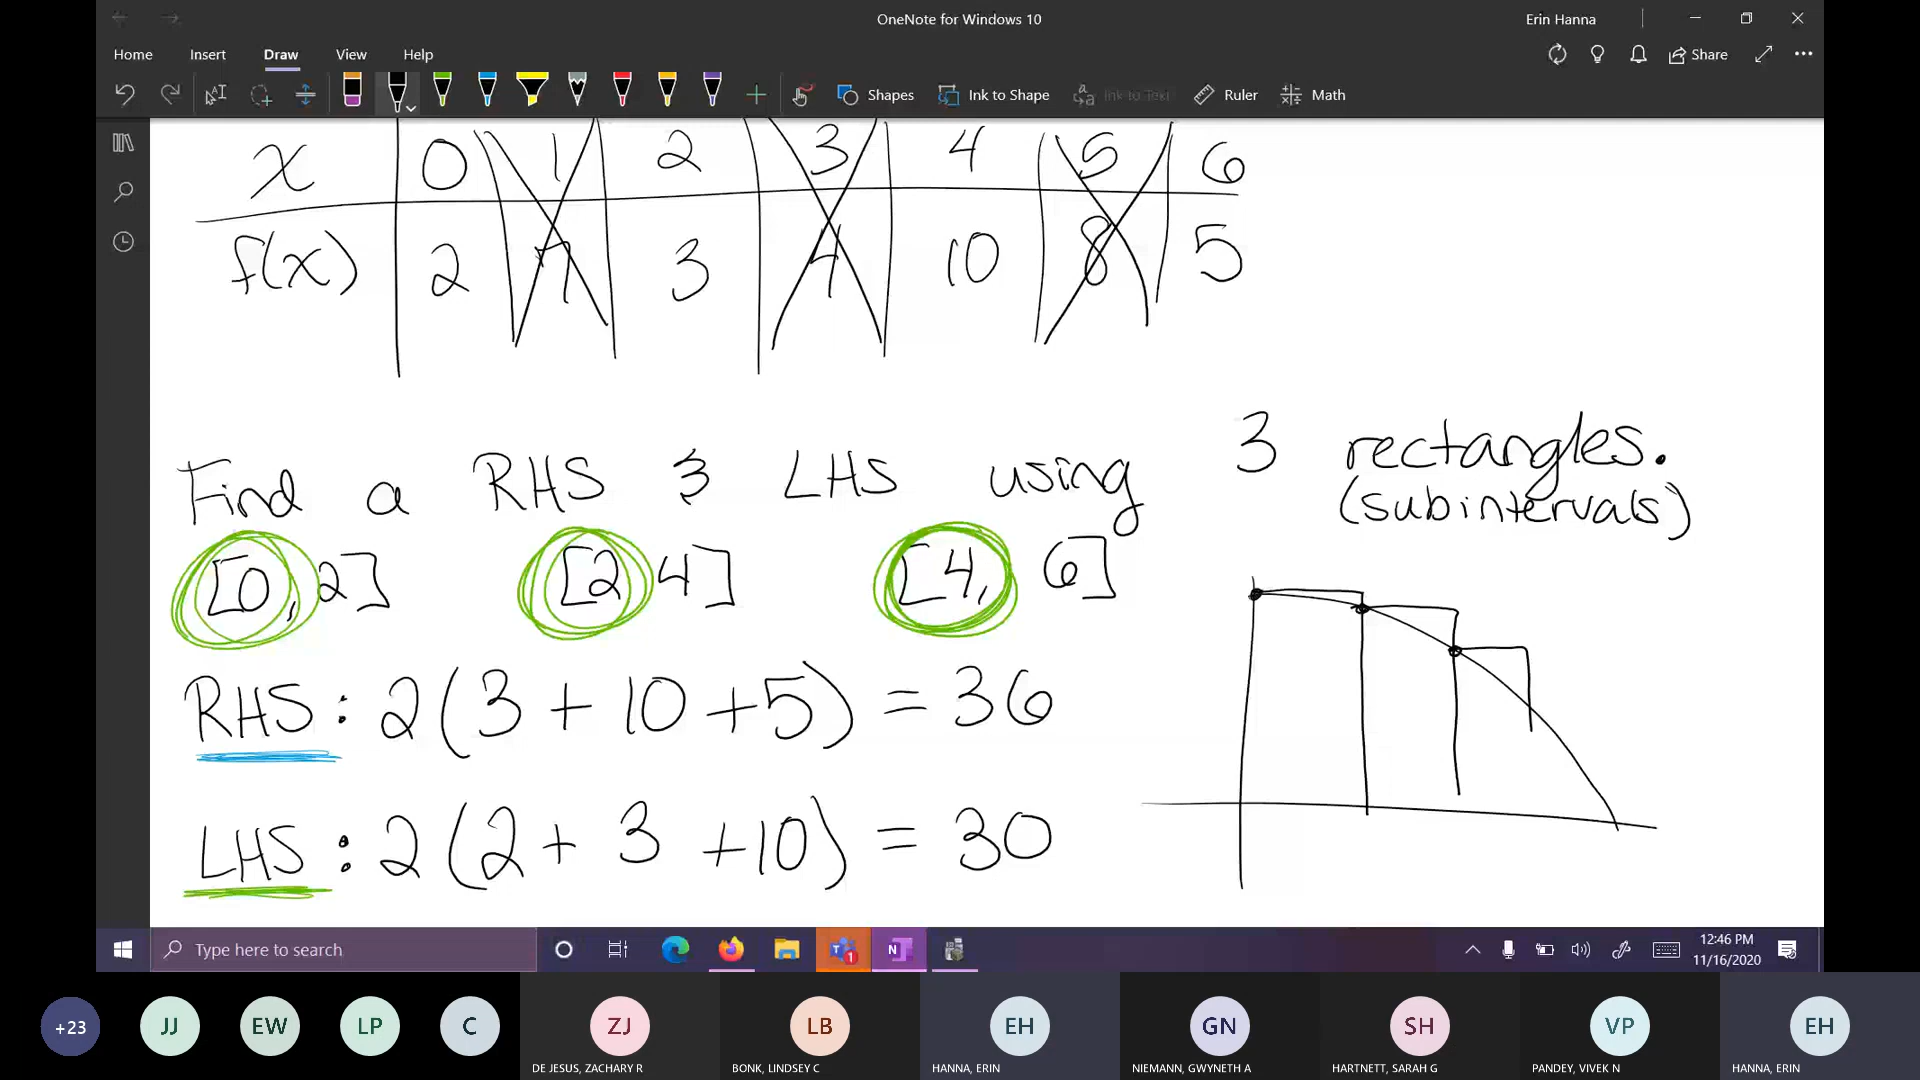 OneNote for Windows 10
Erin Hanna
Home Insert Draw View Help
Share
Shapes Ink to Shape Ink to Text Ruler Math
x 0 1 2 3 4 5 6
f(x) 2 7 3 4 10 8 5
Find a RHS & LHS using 3 rectangles.
(subintervals)
[0, 2] [2 4] [4, 6]
RHS: 2(3 + 10 + 5) = 36
LHS: 2(2 + 3 + 10) = 30
Type here to search
1
12:46 PM
11/16/2020
+23 JJ EW LP C ZJ LB EH GN SH VP EH
DE JESUS, ZACHARY R BONK, LINDSEY C HANNA, ERIN NIEMANN, GWYNETH A HARTNETT, SARAH G PANDEY, VIVEK N HANNA, ERIN